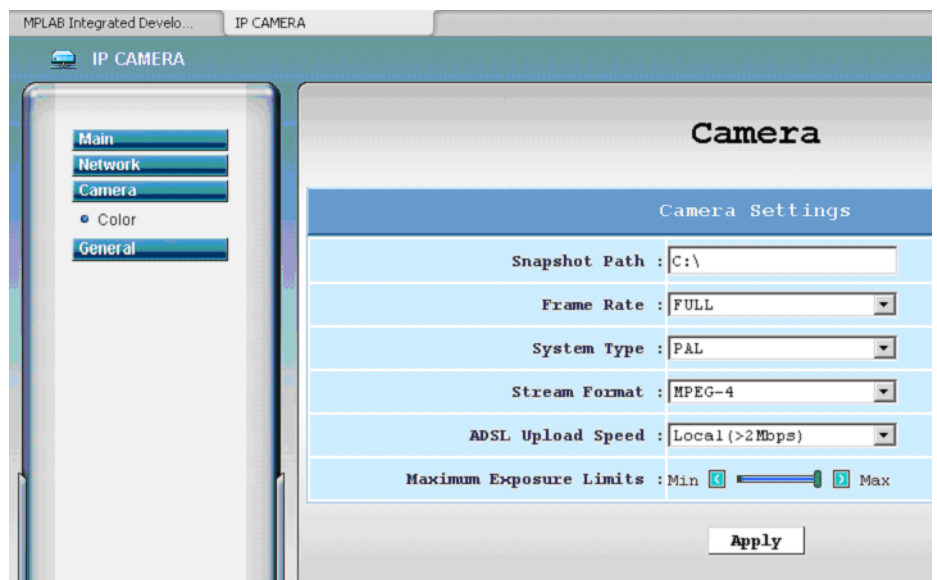 MPLAB Integrated Develo...
IP CAMERA
IP CAMERA
Main
Network
Camera
Color
General
Camera
Camera Settings
Snapshot Path : C:\
Frame Rate : FULL
System Type : PAL
Stream Format : MPEG-4
ADSL Upload Speed : Local(>2Mbps)
Maximum Exposure Limits : Min Max
Apply